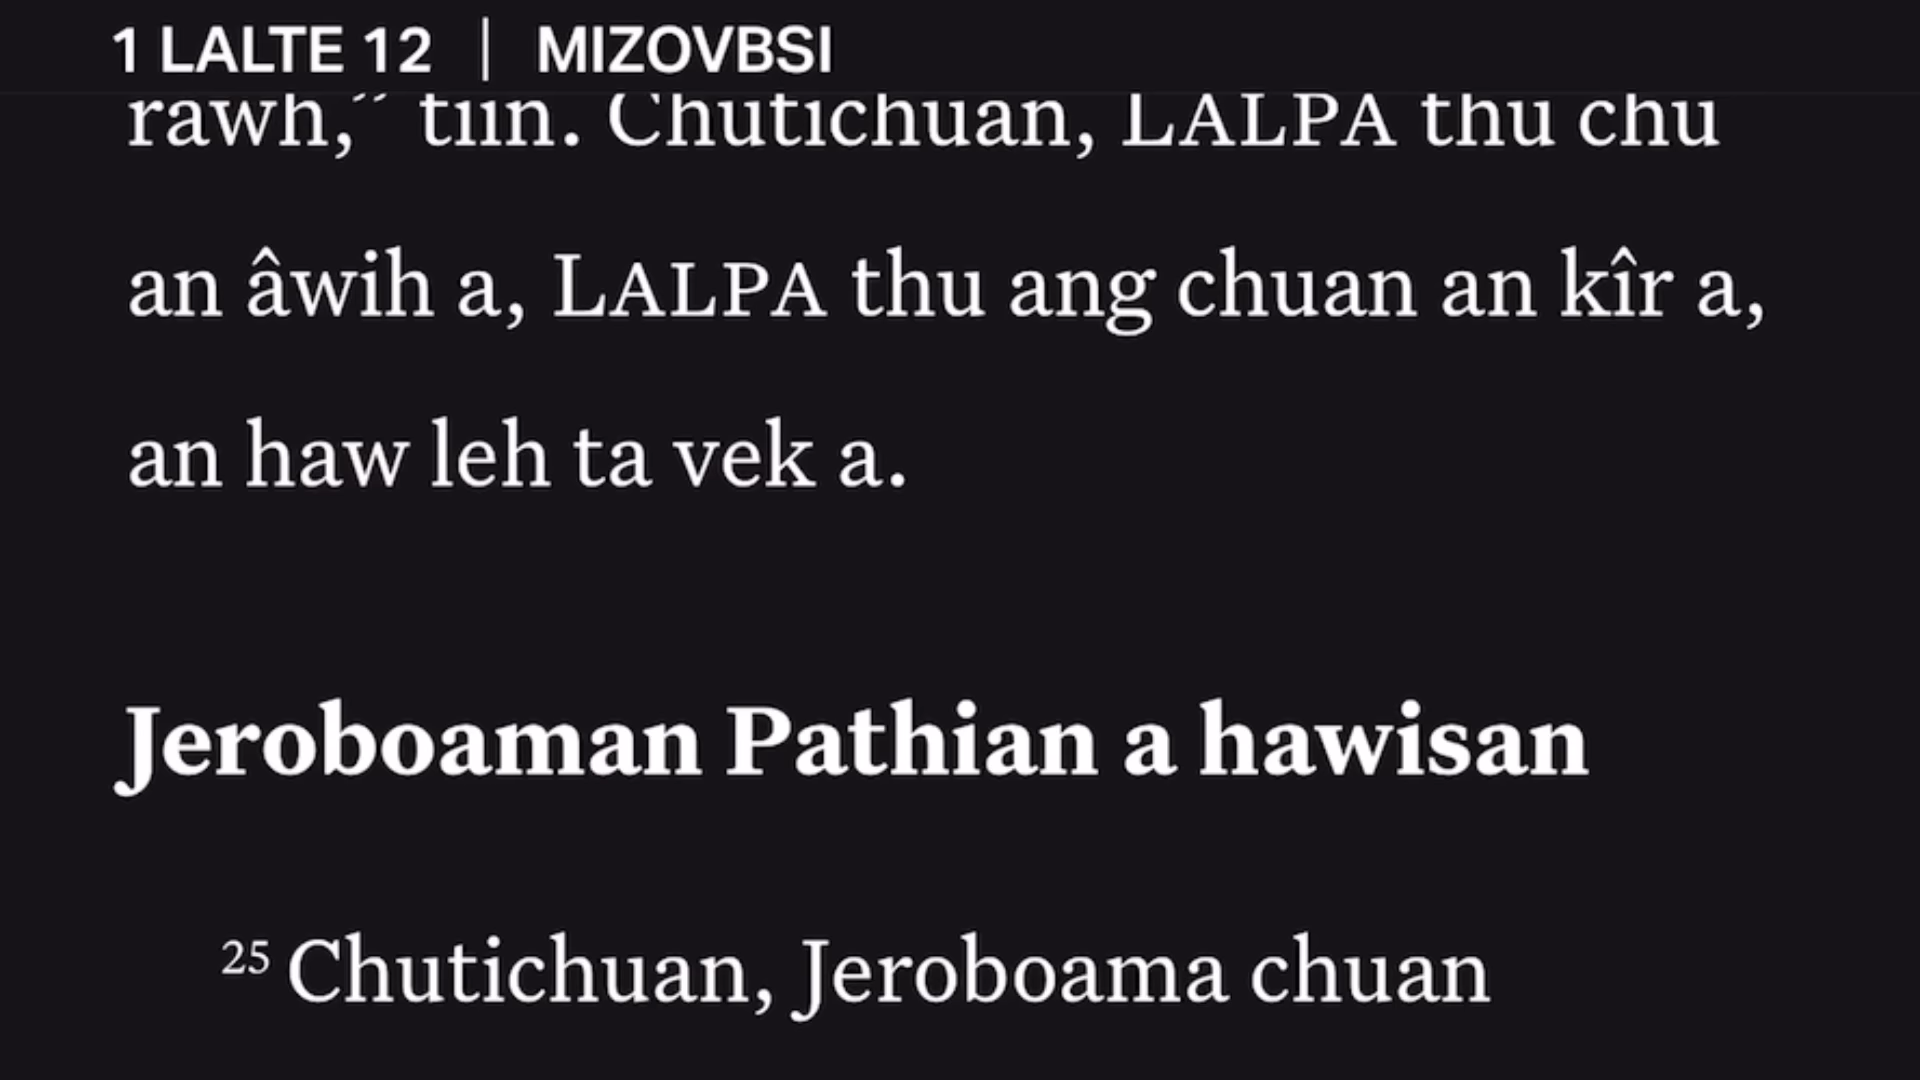 1 LALTE 12 | MIZOVBSI
rawh,” tiin. Chutichuan, LALPA thu chu
an âwih a, LALPA thu ang chuan an kîr a,
an haw leh ta vek a.
Jeroboaman Pathian a hawisan
25 Chutichuan, Jeroboama chuan